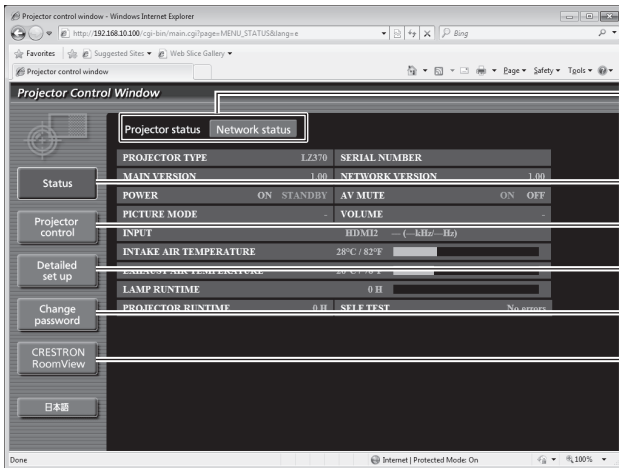 Projector control window - Windows Internet Explorer
http://192.168.10.100/cgi-bin/main.cgi?page=MENU_STATUS&lang=e
Bing
Favorites Suggested Sites Web Slice Gallery
Projector control window
Page Safety Tools
Projector Control Window
Projector status Network status
PROJECTOR TYPE LZ370 SERIAL NUMBER
MAIN VERSION 1.00 NETWORK VERSION 1.00
Status
POWER ON STANDBY AV MUTE ON OFF
PICTURE MODE - VOLUME -
Projector control
INPUT HDMI2 — (—kHz/—Hz)
INTAKE AIR TEMPERATURE 28°C / 82°F
Detailed set up
EXHAUST AIR TEMPERATURE
LAMP RUNTIME 0 H
PROJECTOR RUNTIME 0 H SELF TEST No errors
Change password
CRESTRON RoomView
日本語
Done Internet | Protected Mode: On 100%